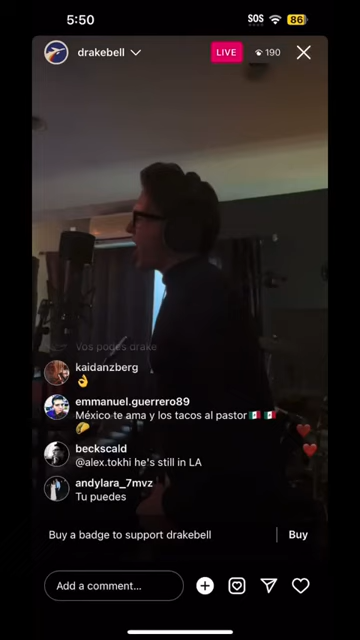 5:50
SOS
86
drakebell
LIVE
190
Vos podes drake
kaidanzberg
👌
emmanuel.guerrero89
México te ama y los tacos al pastor🇲🇽 🇲🇽
🌮
beckscald
@alex.tokhi he's still in LA
andylara_7mvz
Tu puedes
Buy a badge to support drakebell
Buy
Add a comment...